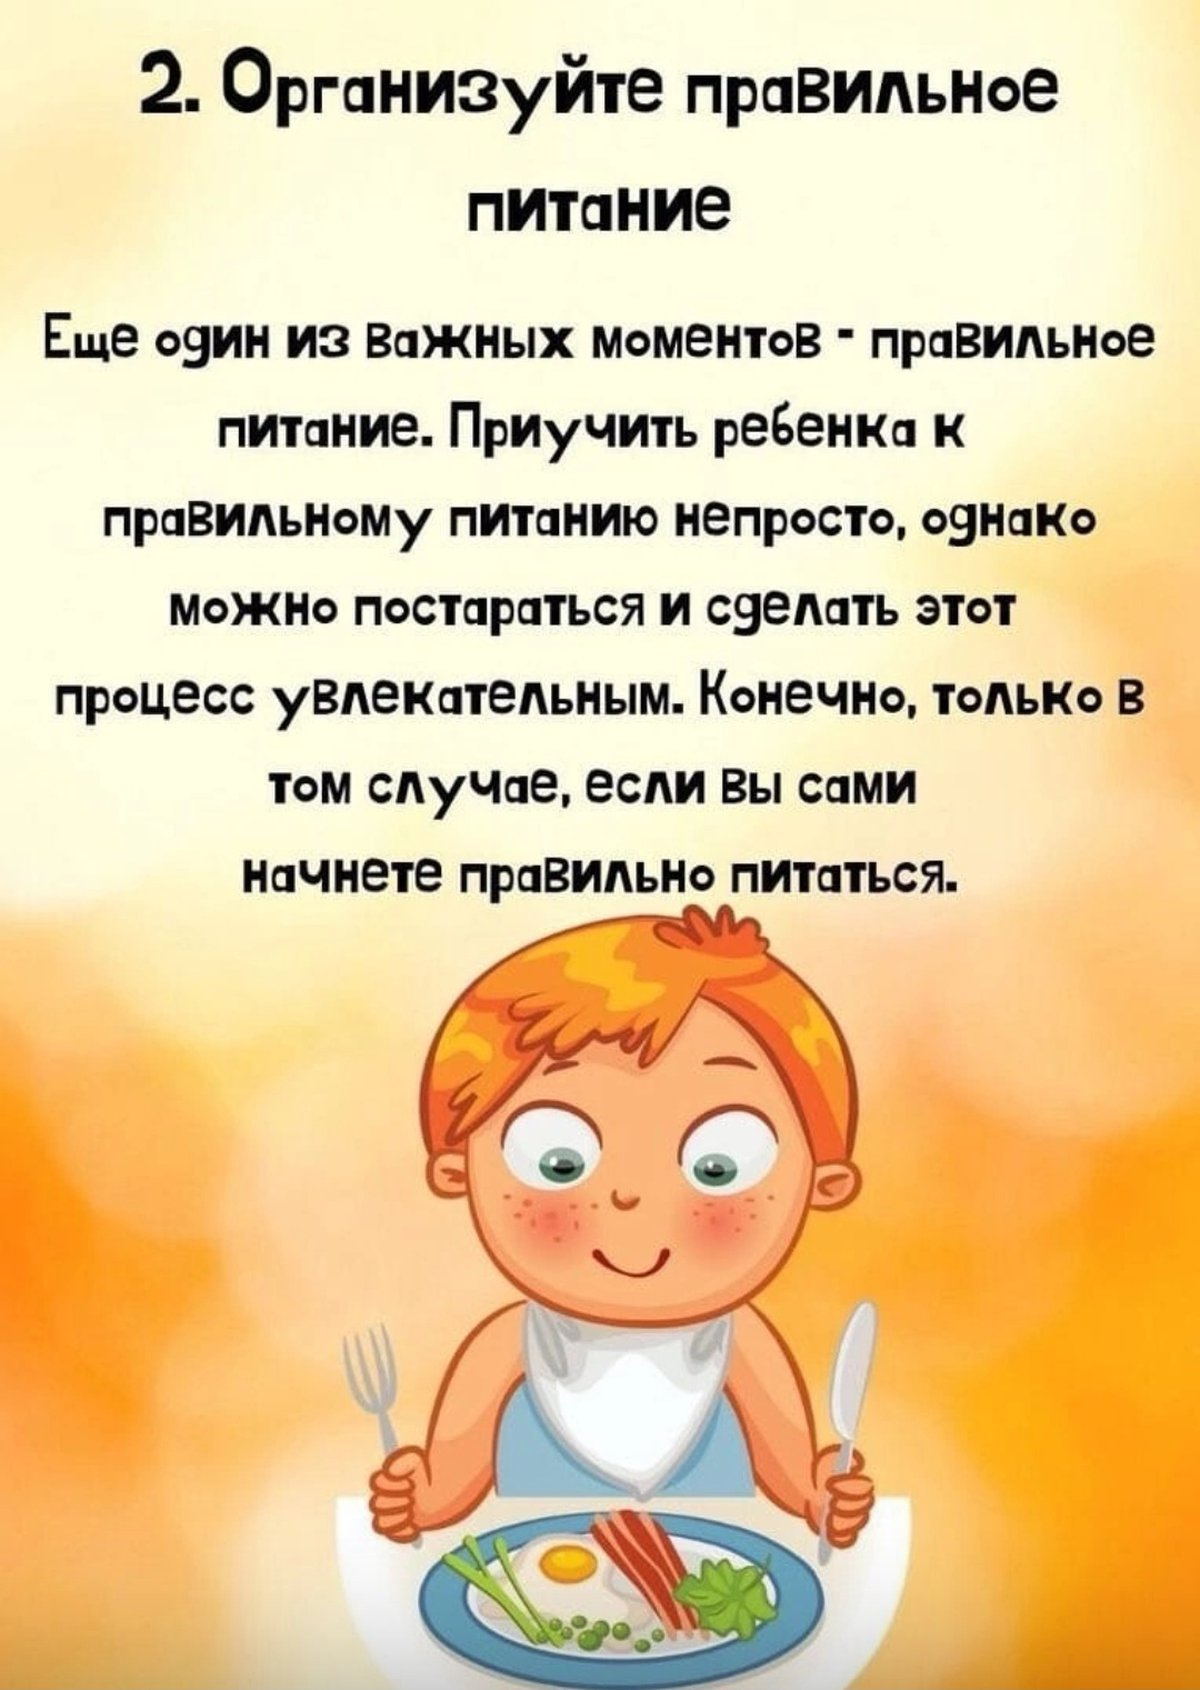 2. Организуйте правильное
питание
Еще один из важных моментов - правильное
питание. Приучить ребенка к
правильному питанию непросто, однако
можно постараться и сделать этот
процесс увлекательным. Конечно, только в
том случае, если вы сами
начнете правильно питаться.